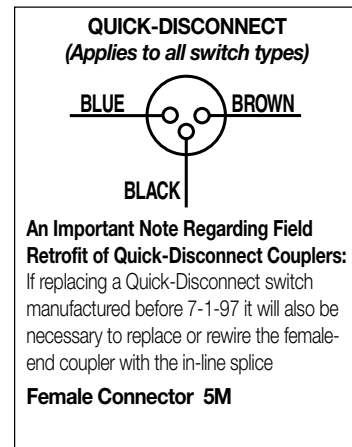 QUICK-DISCONNECT
(Applies to all switch types)
BLUE
BROWN
BLACK
An Important Note Regarding Field
Retrofit of Quick-Disconnect Couplers:
If replacing a Quick-Disconnect switch
manufactured before 7-1-97 it will also be
necessary to replace or rewire the female-
end coupler with the in-line splice
Female Connector 5M